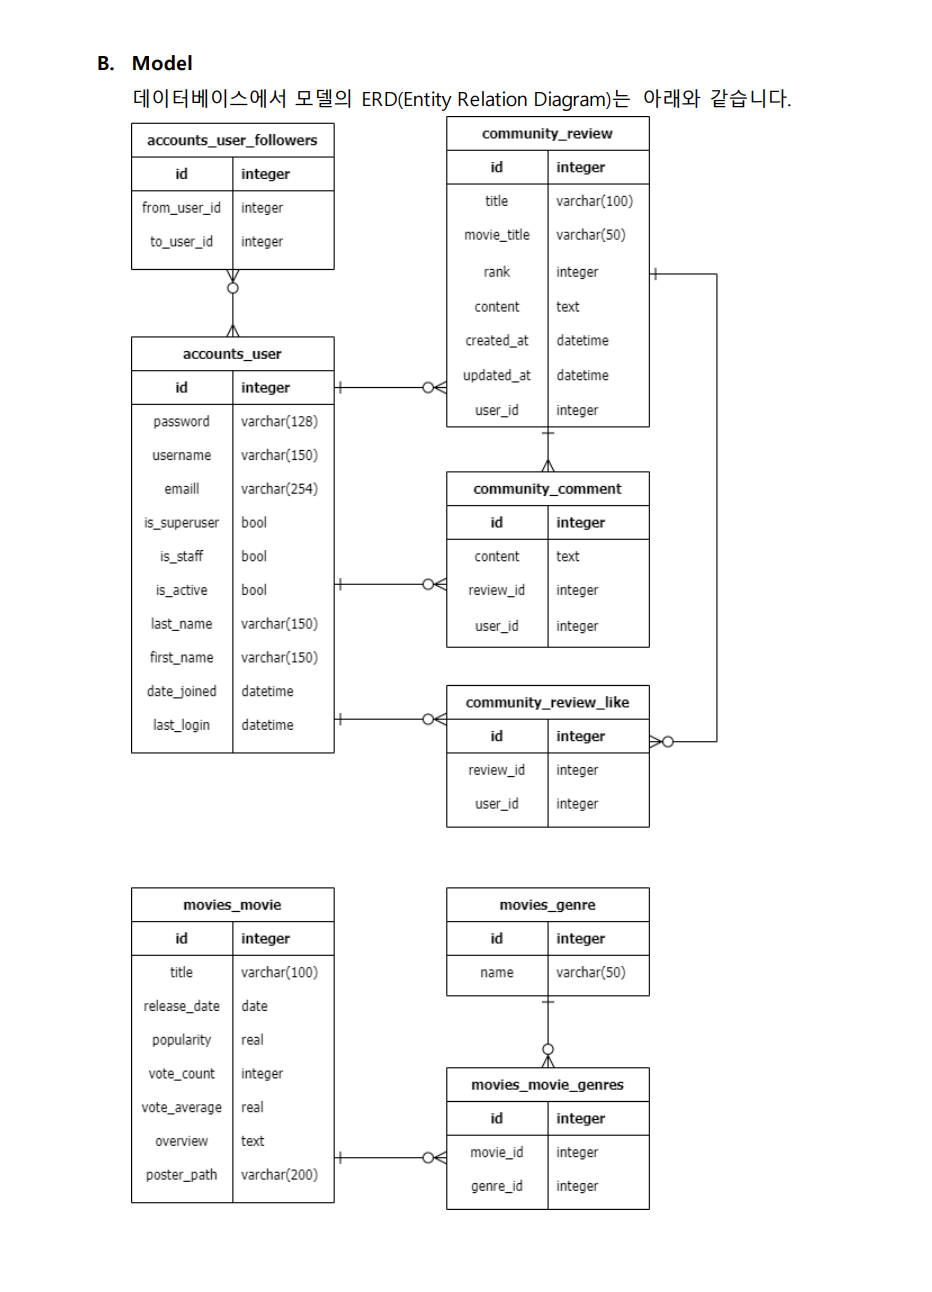 B. Model
데이터베이스에서 모델의 ERD(Entity Relation Diagram)는 아래와 같습니다.
accounts_user_followers
id integer
from_user_id integer
to_user_id integer
community_review
id integer
title varchar(100)
movie_title varchar(50)
rank integer
content text
created_at datetime
updated_at datetime
user_id integer
accounts_user
id integer
password varchar(128)
username varchar(150)
emaill varchar(254)
is_superuser bool
is_staff bool
is_active bool
last_name varchar(150)
first_name varchar(150)
date_joined datetime
last_login datetime
community_comment
id integer
content text
review_id integer
user_id integer
community_review_like
id integer
review_id integer
user_id integer
movies_movie
id integer
title varchar(100)
release_date date
popularity real
vote_count integer
vote_average real
overview text
poster_path varchar(200)
movies_genre
id integer
name varchar(50)
movies_movie_genres
id integer
movie_id integer
genre_id integer